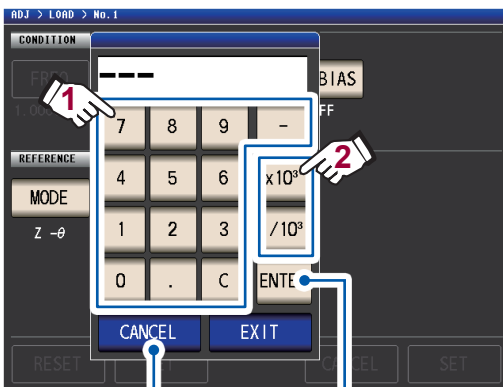 ADJ > LOAD > No.1
CONDITION
BIAS
FF
1
---
7 8 9 -
REFERENCE
2
4 5 6 x10³
MODE
Z -θ
1 2 3 /10³
0 . C ENTE
CANCEL EXIT
RESET SET